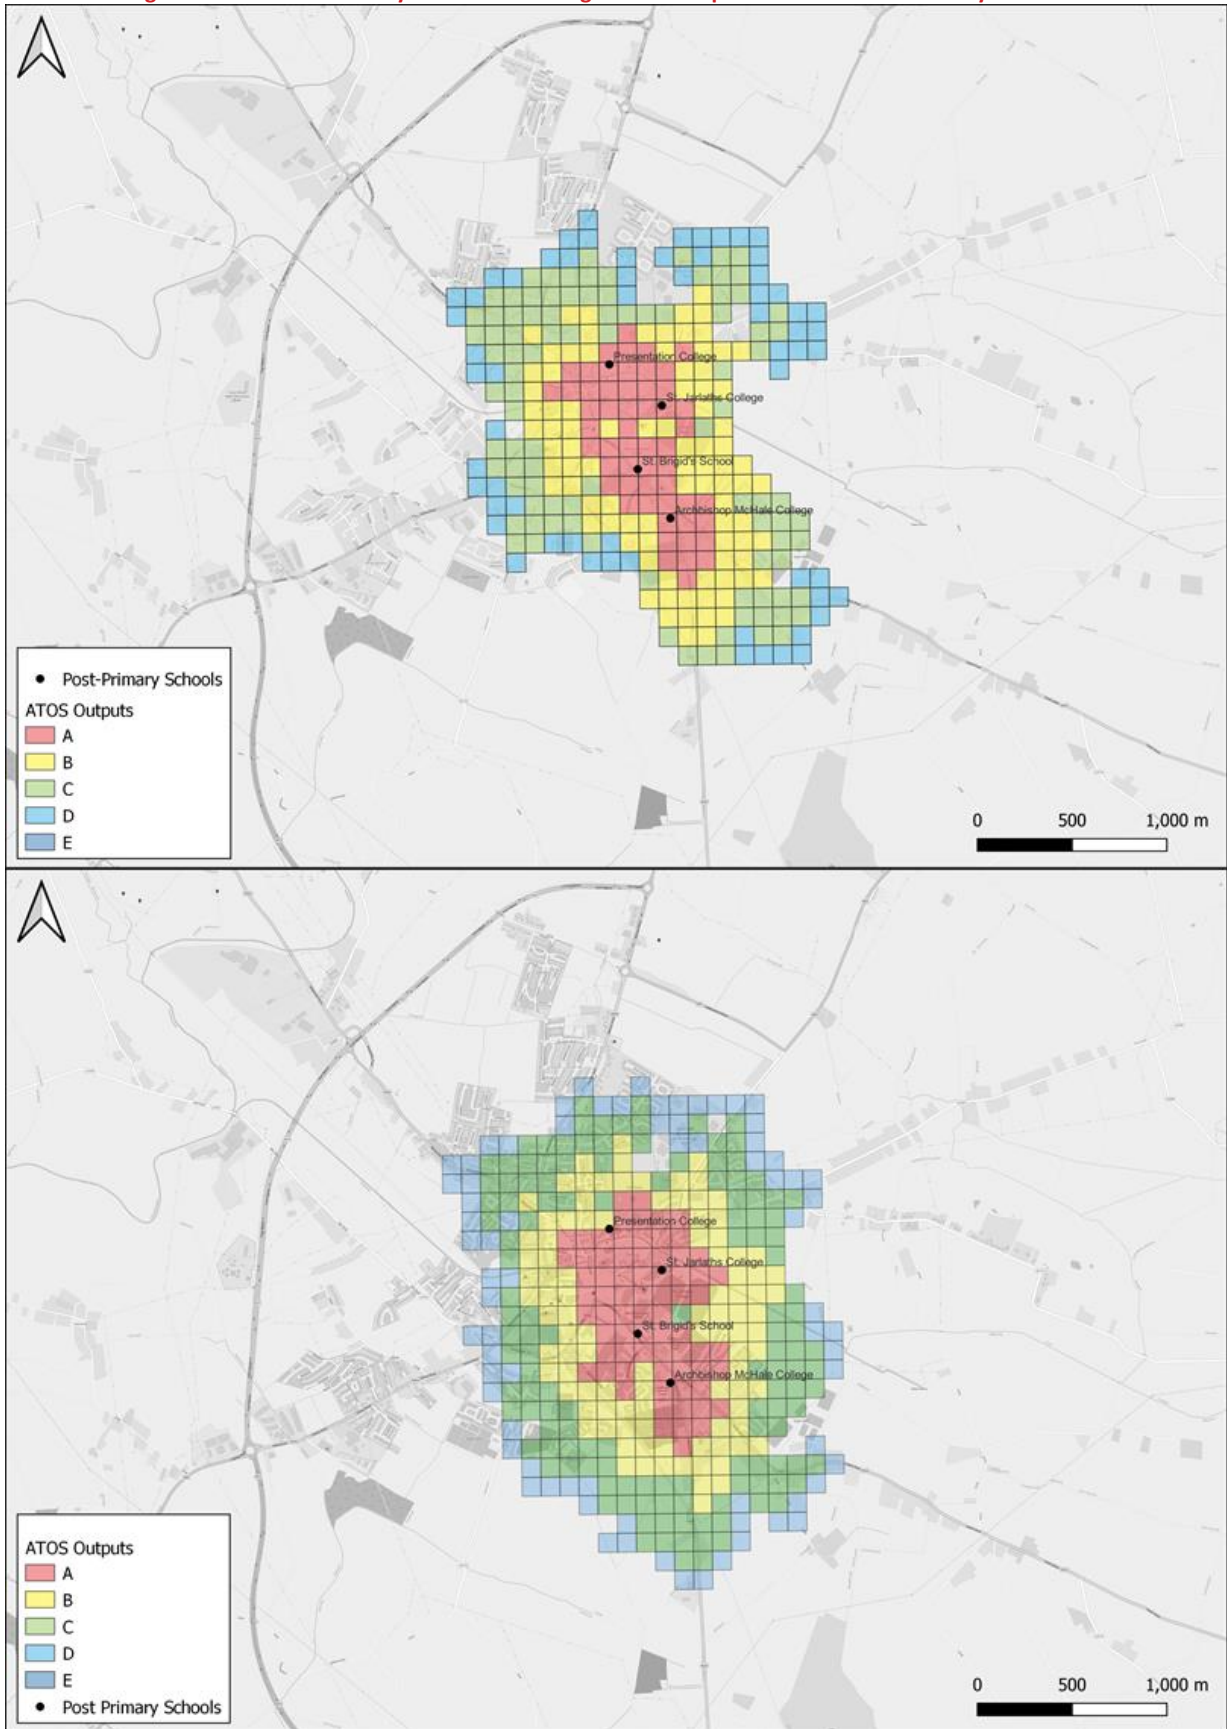 Presentation College
St. Jarlaths College
St. Brigid's School
Archbishop McHale College
Post-Primary Schools
ATOS Outputs
A
B
C
D
E
0 500 1,000 m
Presentation College
St. Jarlaths College
St. Brigid's School
Archbishop McHale College
ATOS Outputs
A
B
C
D
E
Post Primary Schools
0 500 1,000 m